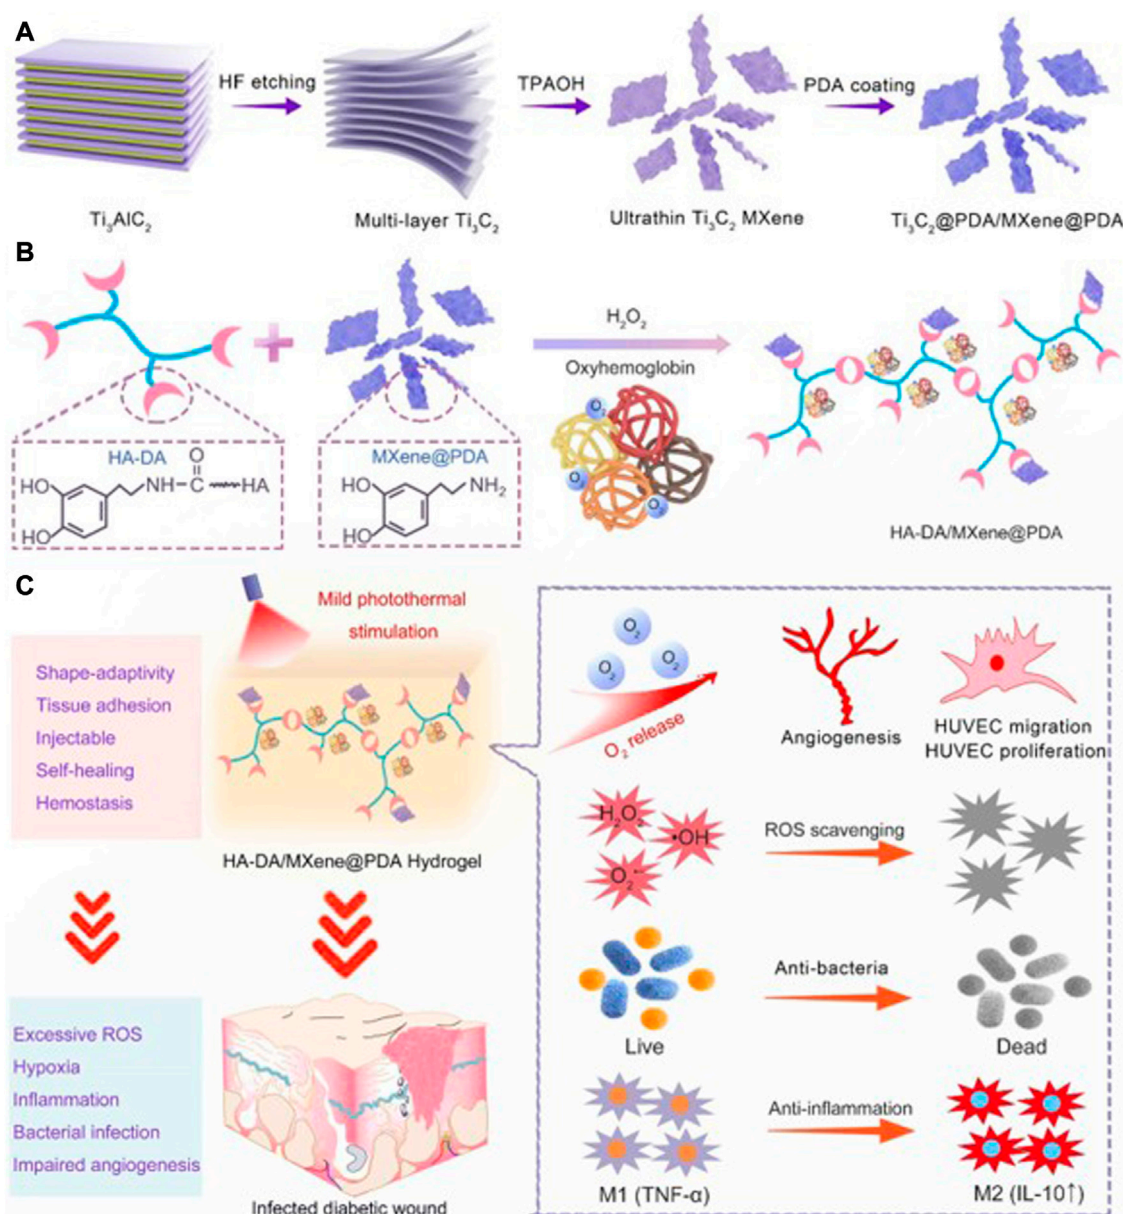 A
HF etching
TPAOH
PDA coating
Ti3AlC2
Multi-layer Ti3C2
Ultrathin Ti3C2 MXene
Ti3C2@PDA/MXene@PDA
B
H2O2
Oxyhemoglobin
O2
O2
O2
HA-DA
HO
HO
NH
C
O
HA
MXene@PDA
HO
HO
NH2
HA-DA/MXene@PDA
C
Mild photothermal
stimulation
Shape-adaptivity
Tissue adhesion
Injectable
Self-healing
Hemostasis
HA-DA/MXene@PDA Hydrogel
Excessive ROS
Hypoxia
Inflammation
Bacterial infection
Impaired angiogenesis
Infected diabetic wound
O2
O2
O2
O2 release
Angiogenesis
HUVEC migration
HUVEC proliferation
H2O2
•OH
O2•-
ROS scavenging
Live
Anti-bacteria
Dead
Anti-inflammation
M1 (TNF-α)
M2 (IL-10↑)